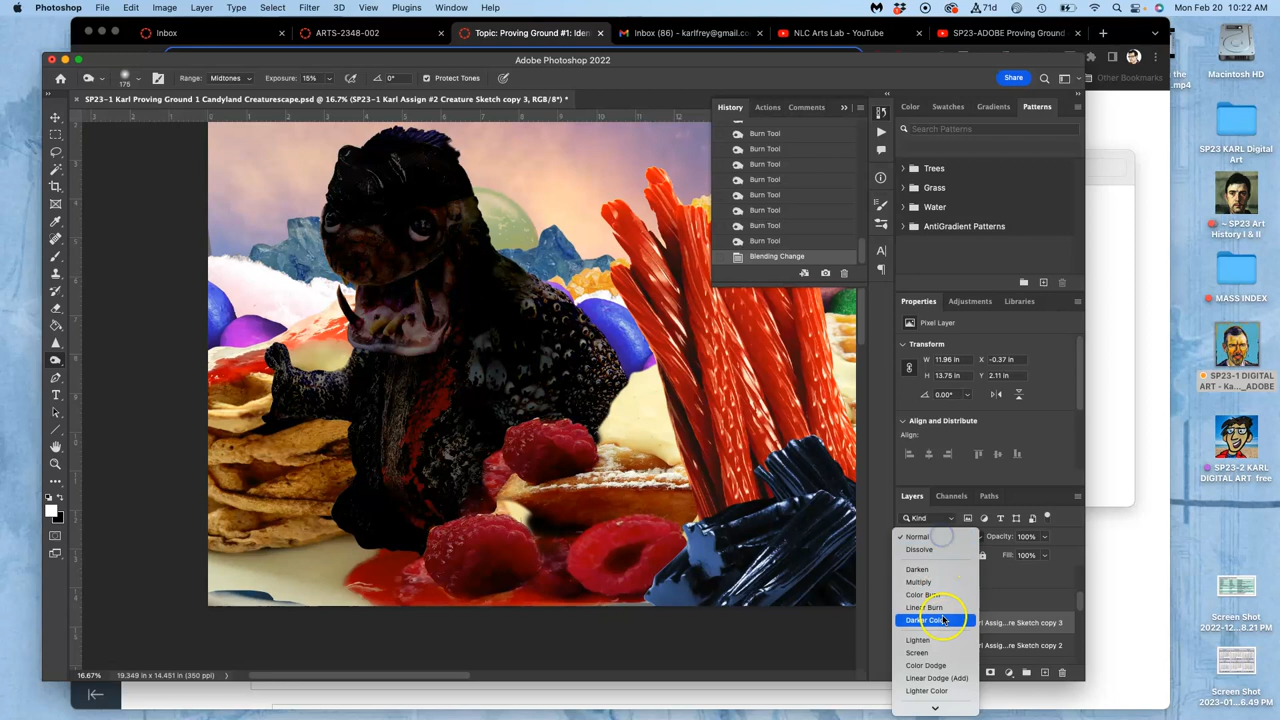 Photoshop File Edit Image Layer Type Select Filter 3D View Plugins Window Help
71d
Mon Feb 20 10:22 AM
Inbox
ARTS-2348-002
Topic: Proving Ground #1: Iden
Inbox (86) - karlfrey@gmail.co
NLC Arts Lab - YouTube
SP23-ADOBE Proving Ground
Adobe Photoshop 2022
Range: Midtones
Exposure: 15%
0°
Protect Tones
Share
175
Other Bookmarks
SP23-1 Karl Proving Ground 1 Candyland Creaturescape.psd @ 16.7% (SP23-1 Karl Assign #2 Creature Sketch copy 3, RGB/8*) *
History Actions Comments
Color Swatches Gradients Patterns
Search Patterns
Trees
Grass
Water
AntiGradient Patterns
Burn Tool
Burn Tool
Burn Tool
Burn Tool
Burn Tool
Burn Tool
Burn Tool
Burn Tool
Blending Change
Properties Adjustments Libraries
Pixel Layer
Transform
W 11.96 in X -0.37 in
H 13.75 in Y 2.11 in
0.00°
Align and Distribute
Align:
Layers Channels Paths
Kind
Opacity: 100%
Fill: 100%
Normal
Dissolve
Darken
Multiply
Color Burn
Linear Burn
Darker Color
Lighten
Screen
Color Dodge
Linear Dodge (Add)
Lighter Color
rl Assig...re Sketch copy 3
rl Assig...re Sketch copy 2
16.67%
19.349 in x 14.451 in (350 ppi)
Macintosh HD
SP23 KARL Digital Art
~ SP23 Art History I & II
MASS INDEX
SP23-1 DIGITAL ART - Ka..._ADOBE
SP23-2 KARL DIGITAL ART_free
Screen Shot 2022-12...8.21 PM
Screen Shot 2023-01...6.49 PM
the
?.mp4